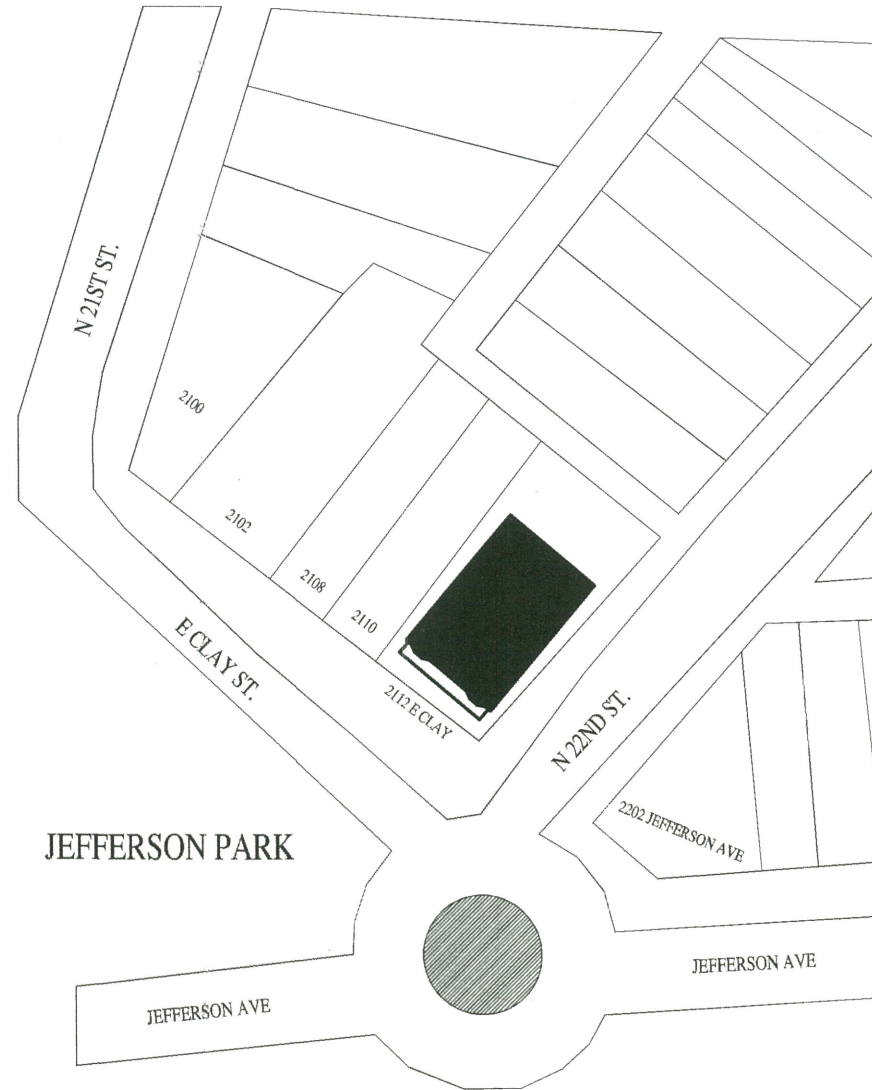 N 21ST ST.
2100
2102
2108
2110
E CLAY ST.
2112 E CLAY
N 22ND ST.
2202 JEFFERSON AVE
JEFFERSON PARK
JEFFERSON AVE
JEFFERSON AVE